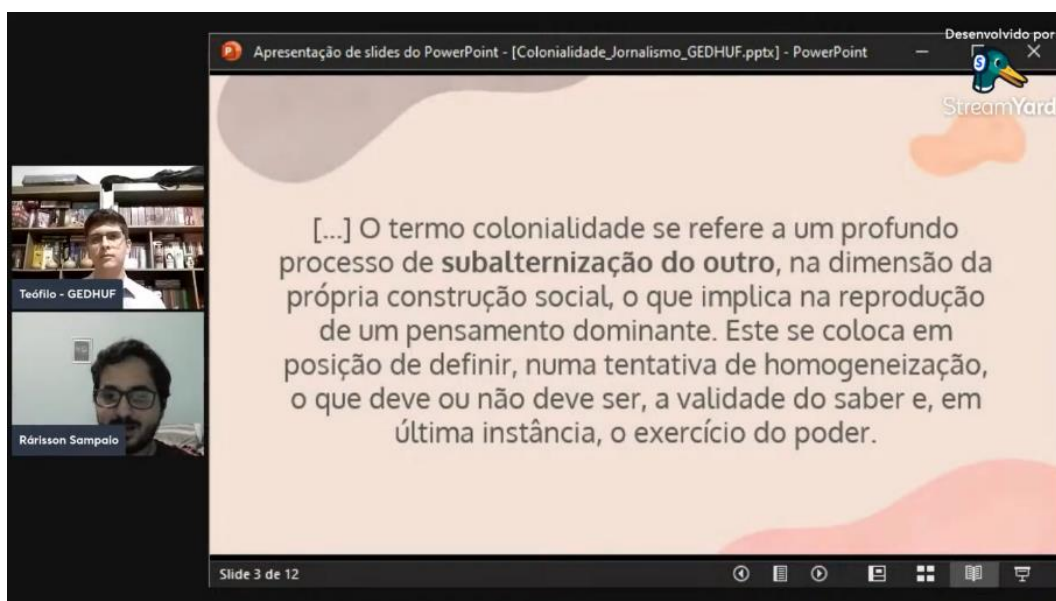 Apresentação de slides do PowerPoint - [Colonialidade_Jornalismo_GEDHUF.pptx] - PowerPoint
Desenvolvido por
StreamYard
[...] O termo colonialidade se refere a um profundo
processo de subalternização do outro, na dimensão da
própria construção social, o que implica na reprodução
de um pensamento dominante. Este se coloca em
posição de definir, numa tentativa de homogeneização,
o que deve ou não deve ser, a validade do saber e, em
última instância, o exercício do poder.
Teófilo - GEDHUF
Rárisson Sampaio
Slide 3 de 12